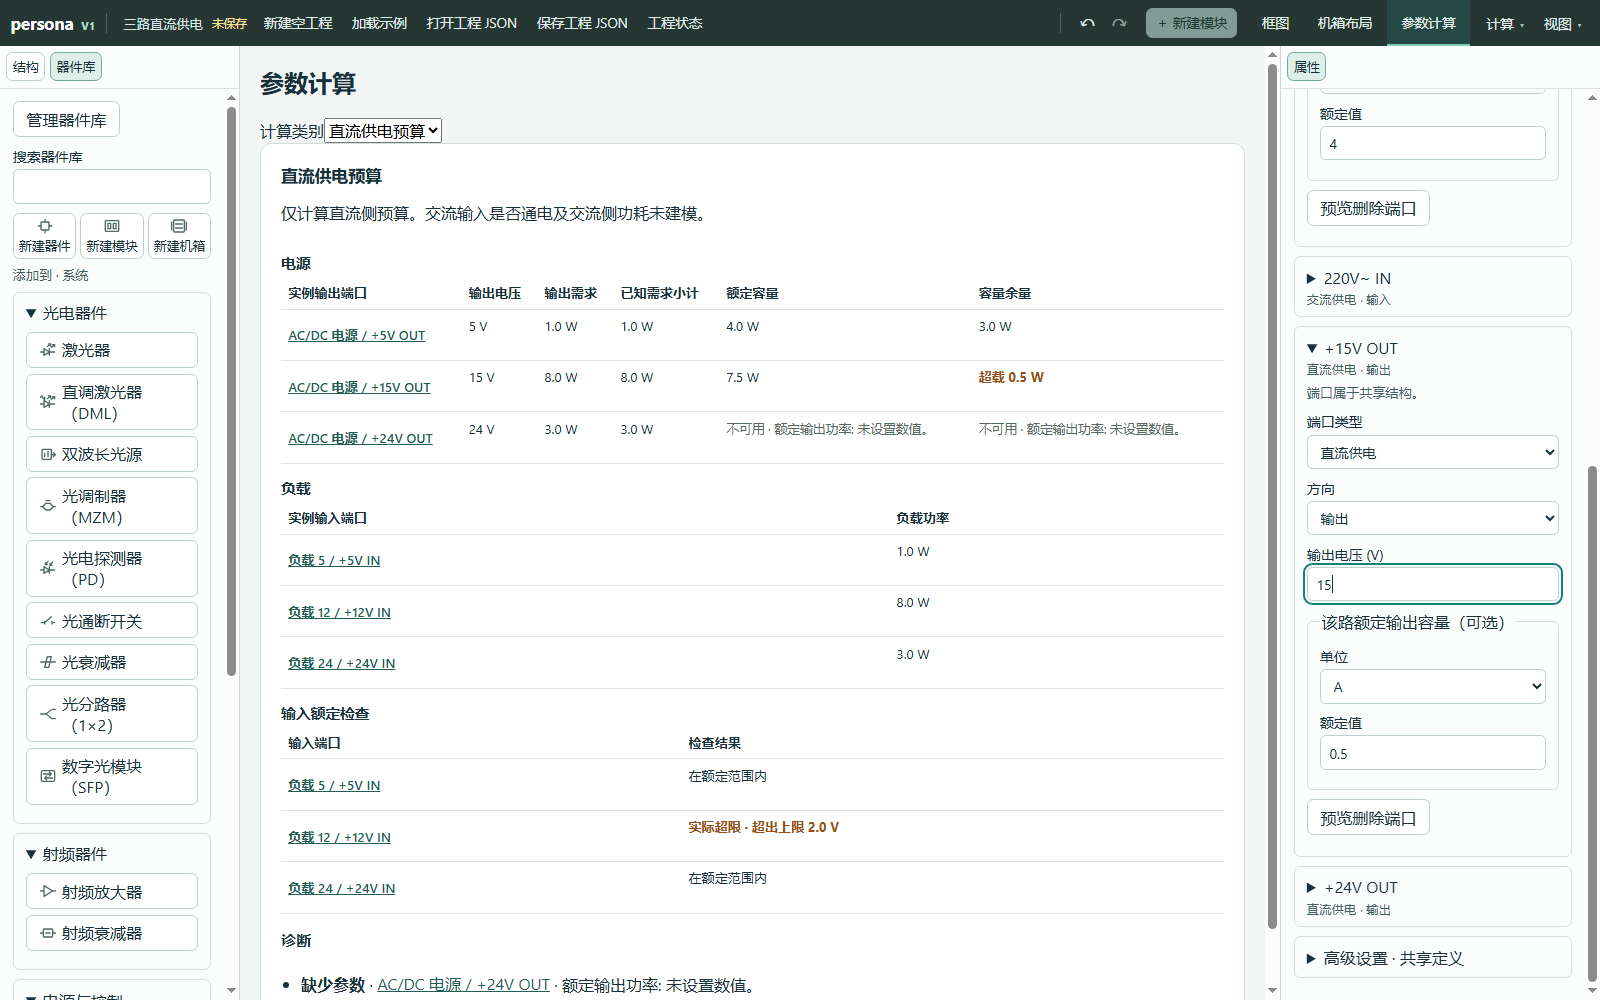 persona V1 三路直流供电 未保存 新建空工程 加载示例 打开工程 JSON 保存工程 JSON 工程状态 + 新建模块 框图 机箱布局 参数计算 计算 视图
结构 器件库
管理器件库
搜索器件库
新建器件 新建模块 新建机箱
添加到 · 系统
光电器件
激光器
直调激光器
（DML）
双波长光源
光调制器
（MZM）
光电探测器
（PD）
光通断开关
光衰减器
光分路器
（1×2）
数字光模块
（SFP）
射频器件
射频放大器
射频衰减器
参数计算
计算类别 直流供电预算
直流供电预算
仅计算直流侧预算。交流输入是否通电及交流侧功耗未建模。
电源
实例输出端口 输出电压 输出需求 已知需求小计 额定容量 容量余量
AC/DC 电源 / +5V OUT 5 V 1.0 W 1.0 W 4.0 W 3.0 W
AC/DC 电源 / +15V OUT 15 V 8.0 W 8.0 W 7.5 W 超载 0.5 W
AC/DC 电源 / +24V OUT 24 V 3.0 W 3.0 W 不可用 · 额定输出功率: 未设置数值。 不可用 · 额定输出功率: 未设置数值。
负载
实例输入端口 负载功率
负载 5 / +5V IN 1.0 W
负载 12 / +12V IN 8.0 W
负载 24 / +24V IN 3.0 W
输入额定检查
输入端口 检查结果
负载 5 / +5V IN 在额定范围内
负载 12 / +12V IN 实际超限 · 超出上限 2.0 V
负载 24 / +24V IN 在额定范围内
诊断
• 缺少参数 · AC/DC 电源 / +24V OUT · 额定输出功率: 未设置数值。
属性
额定值
4
预览删除端口
220V~ IN
交流供电 · 输入
+15V OUT
直流供电 · 输出
端口属于共享结构。
端口类型
直流供电
方向
输出
输出电压 (V)
15
该路额定输出容量（可选）
单位
A
额定值
0.5
预览删除端口
+24V OUT
直流供电 · 输出
高级设置 · 共享定义